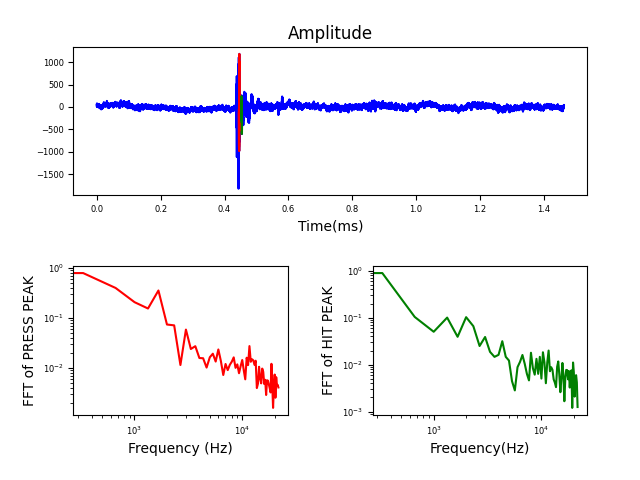 Amplitude
1000
500
0
−500
−1000
−1500
0.0 0.2 0.4 0.6 0.8 1.0 1.2 1.4
Time(ms)
FFT of PRESS PEAK
10⁰
10⁻¹
10⁻²
10³ 10⁴
Frequency (Hz)
FFT of HIT PEAK
10⁰
10⁻¹
10⁻²
10⁻³
10³ 10⁴
Frequency(Hz)